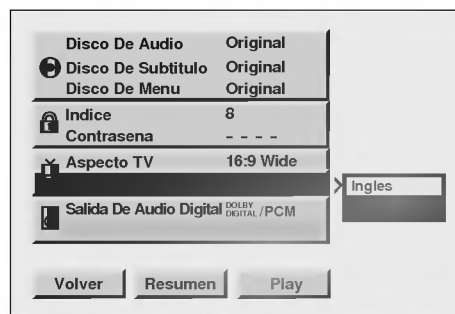 Disco De Audio Original
Disco De Subtitulo Original
Disco De Menu Original
Indice 8
Contrasena - - - -
Aspecto TV 16:9 Wide
Ingles
Salida De Audio Digital DOLBY DIGITAL /PCM
Volver Resumen Play